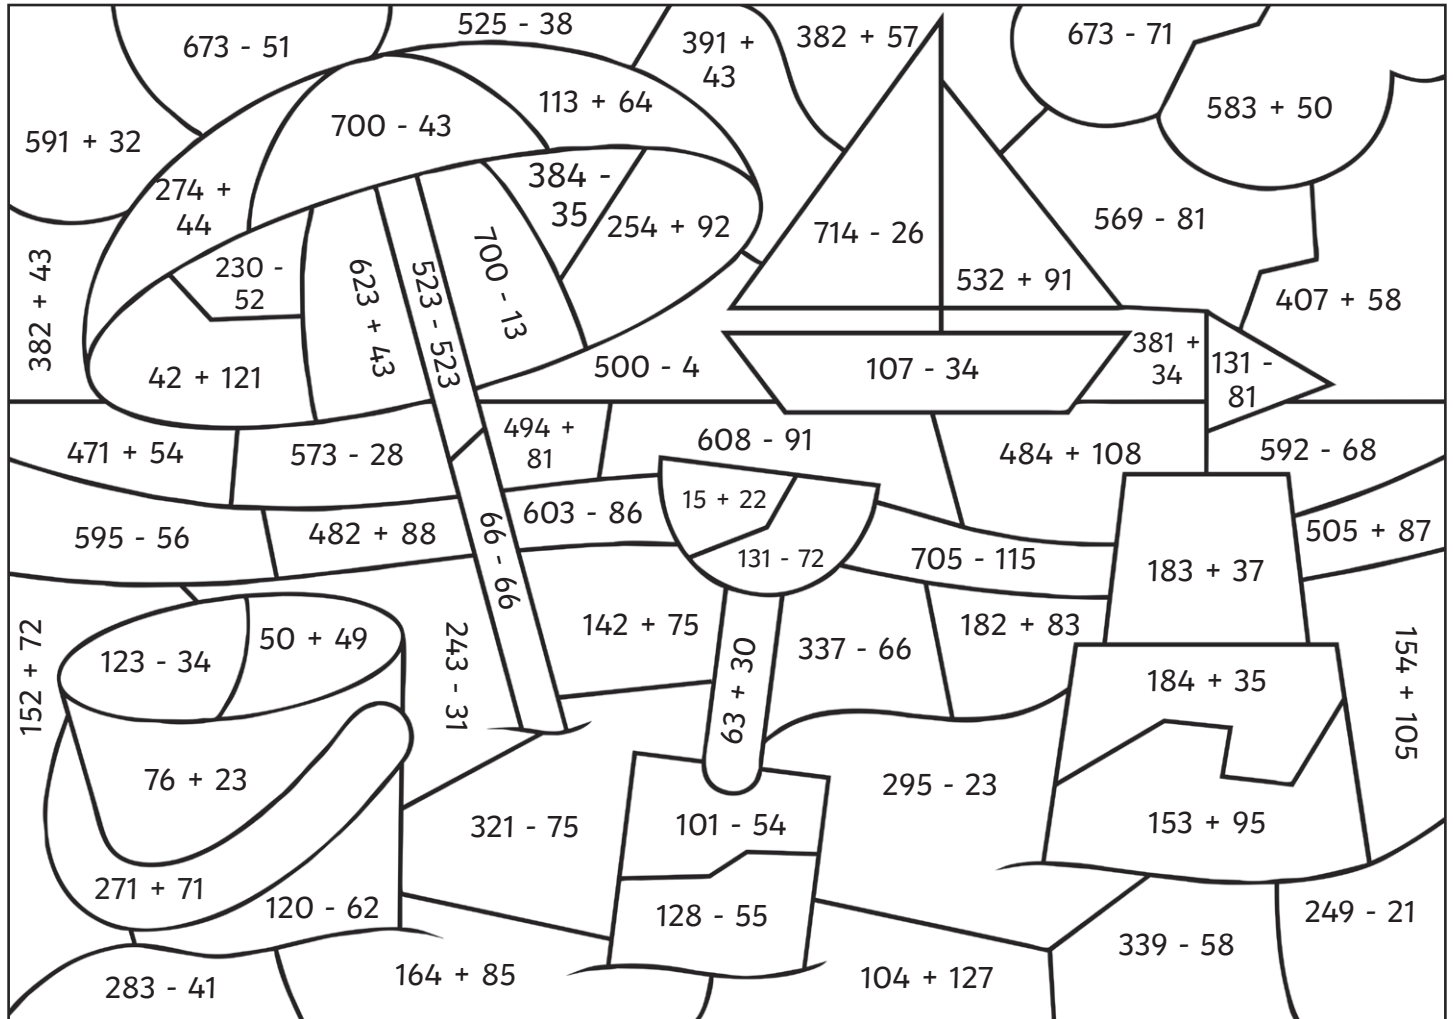 525 - 38
673 - 51
391 +
43
382 + 57
673 - 71
113 + 64
583 + 50
700 - 43
591 + 32
274 +
44
384 -
35
254 + 92
714 - 26
569 - 81
230 -
52
532 + 91
382 + 43
623 + 43
523 - 523
700 - 13
407 + 58
42 + 121
500 - 4
107 - 34
381 +
34
131 -
81
471 + 54
573 - 28
494 +
81
608 - 91
484 + 108
592 - 68
595 - 56
482 + 88
603 - 86
15 + 22
131 - 72
705 - 115
505 + 87
66 - 66
183 + 37
152 + 72
123 - 34
50 + 49
243 - 31
142 + 75
63 + 30
337 - 66
182 + 83
184 + 35
154 + 105
76 + 23
321 - 75
101 - 54
295 - 23
153 + 95
271 + 71
120 - 62
128 - 55
249 - 21
339 - 58
283 - 41
164 + 85
104 + 127